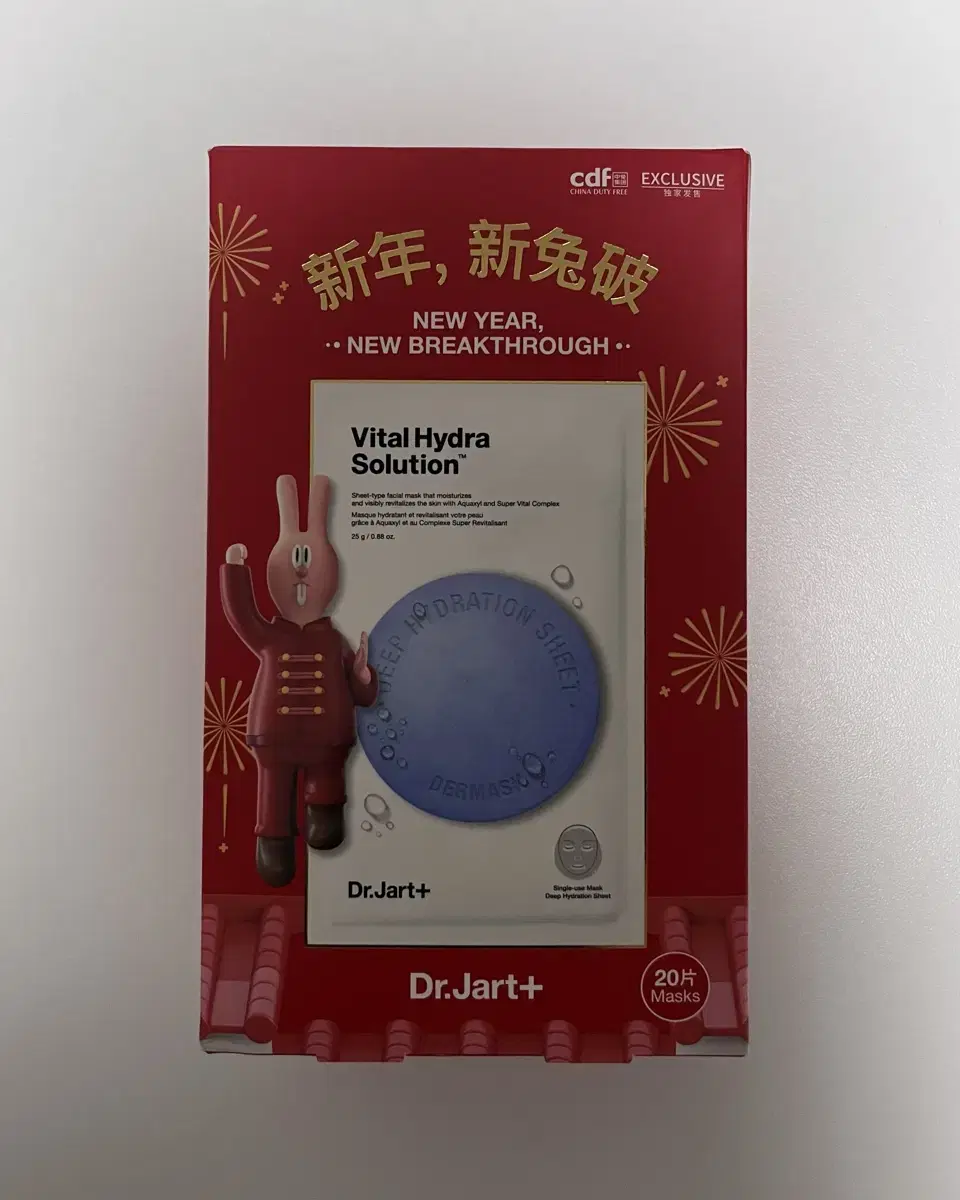 cdf 中免集团 EXCLUSIVE
CHINA DUTY FREE 独家发售
新年,新兔破
NEW YEAR,
NEW BREAKTHROUGH
Vital Hydra
Solution™
Sheet-type facial mask that moisturizes
and visibly revitalizes the skin with Aquaxyl and Super Vital Complex
Masque hydratant et revitalisant votre peau
grâce à Aquaxyl et au Complexe Super Revitalisant
25 g / 0.88 oz.
DEEP HYDRATION SHEET
DERMASK
Dr.Jart+
Single-use Mask
Deep Hydration Sheet
Dr.Jart+
20片
Masks